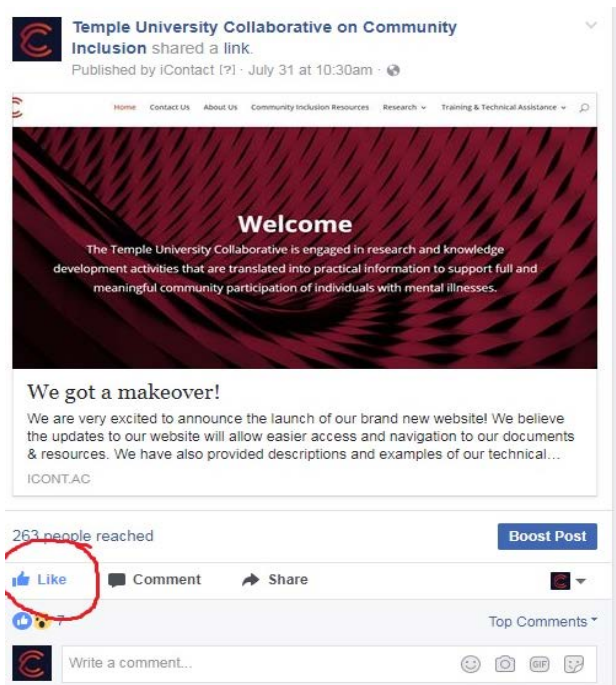 Temple University Collaborative on Community
Inclusion shared a link.
Published by iContact [?] · July 31 at 10:30am ·
Home Contact Us About Us Community Inclusion Resources Research Training & Technical Assistance
Welcome
The Temple University Collaborative is engaged in research and knowledge
development activities that are translated into practical information to support full and
meaningful community participation of individuals with mental illnesses.
We got a makeover!
We are very excited to announce the launch of our brand new website! We believe
the updates to our website will allow easier access and navigation to our documents
& resources. We have also provided descriptions and examples of our technical...
ICONT.AC
263 people reached
Boost Post
Like Comment Share
7
Top Comments
Write a comment...
GIF